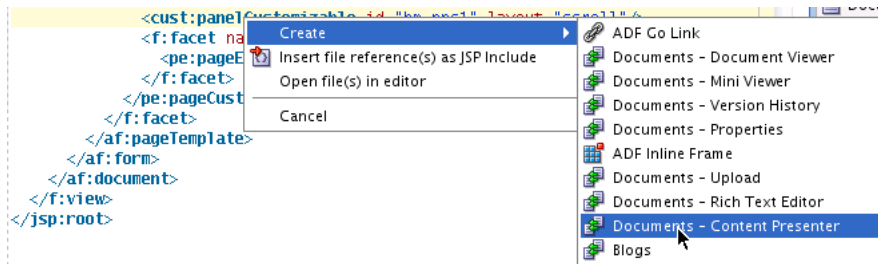 <cust:panelCustomizable id="hm_pnc1" layout="scroll"/>
<f:facet na
<pe:pageE
</f:facet>
</pe:pageCust
</f:facet>
</af:pageTemplate>
</af:form>
</af:document>
</f:view>
</jsp:root>
Create
Insert file reference(s) as JSP Include
Open file(s) in editor
Cancel
ADF Go Link
Documents - Document Viewer
Documents - Mini Viewer
Documents - Version History
Documents - Properties
ADF Inline Frame
Documents - Upload
Documents - Rich Text Editor
Documents - Content Presenter
Blogs